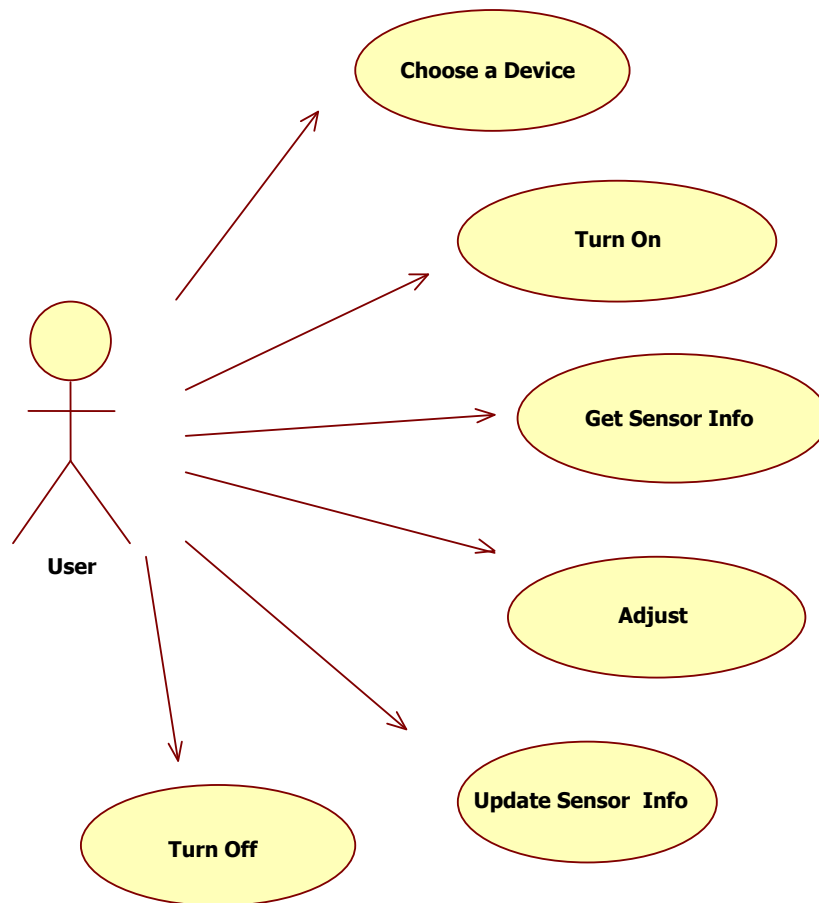 Choose a Device
Turn On
Get Sensor Info
User
Adjust
Update Sensor  Info
Turn Off